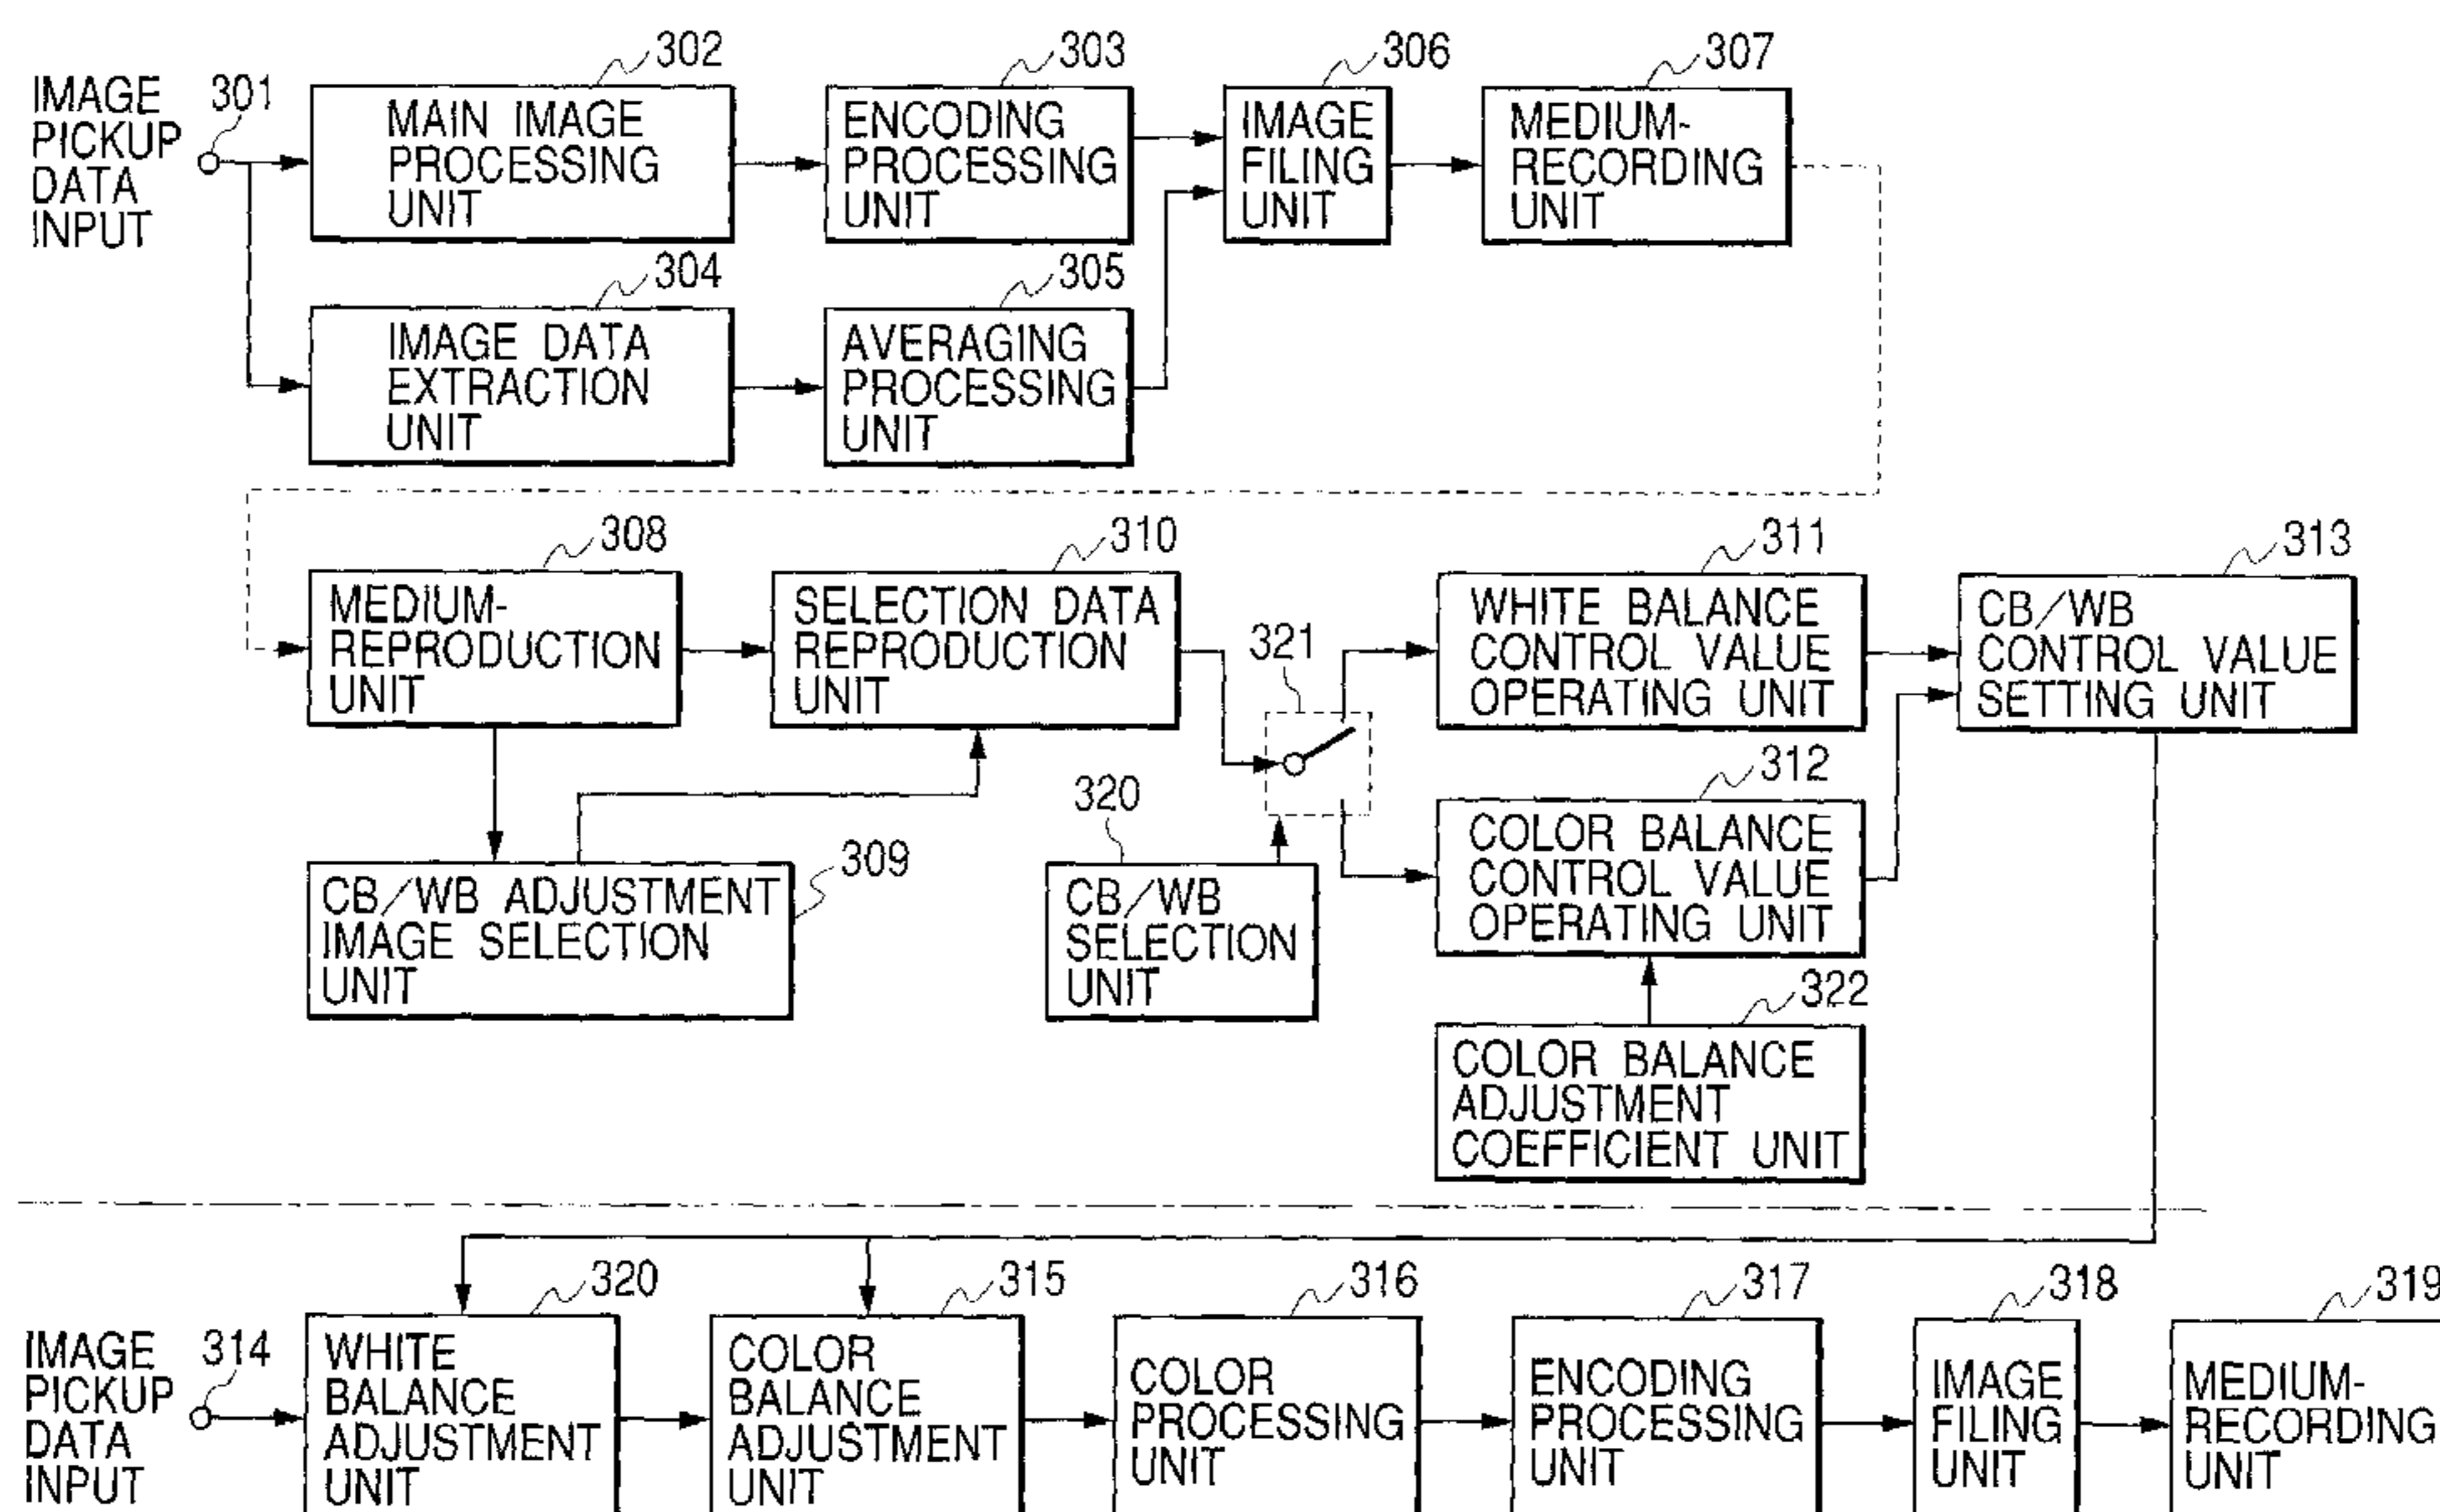 302
303
306
307
IMAGE
PICKUP
DATA
INPUT
301
MAIN IMAGE
PROCESSING
UNIT
ENCODING
PROCESSING
UNIT
IMAGE
FILING
UNIT
MEDIUM-
RECORDING
UNIT
304
305
IMAGE DATA
EXTRACTION
UNIT
AVERAGING
PROCESSING
UNIT
308
310
311
313
MEDIUM-
REPRODUCTION
UNIT
SELECTION DATA
REPRODUCTION
UNIT
321
WHITE BALANCE
CONTROL VALUE
OPERATING UNIT
CB/WB
CONTROL VALUE
SETTING UNIT
309
CB/WB ADJUSTMENT
IMAGE SELECTION
UNIT
320
CB/WB
SELECTION
UNIT
312
COLOR BALANCE
CONTROL VALUE
OPERATING UNIT
322
COLOR BALANCE
ADJUSTMENT
COEFFICIENT UNIT
320
315
316
317
318
319
IMAGE
PICKUP
DATA
INPUT
314
WHITE
BALANCE
ADJUSTMENT
UNIT
COLOR
BALANCE
ADJUSTMENT
UNIT
COLOR
PROCESSING
UNIT
ENCODING
PROCESSING
UNIT
IMAGE
FILING
UNIT
MEDIUM-
RECORDING
UNIT